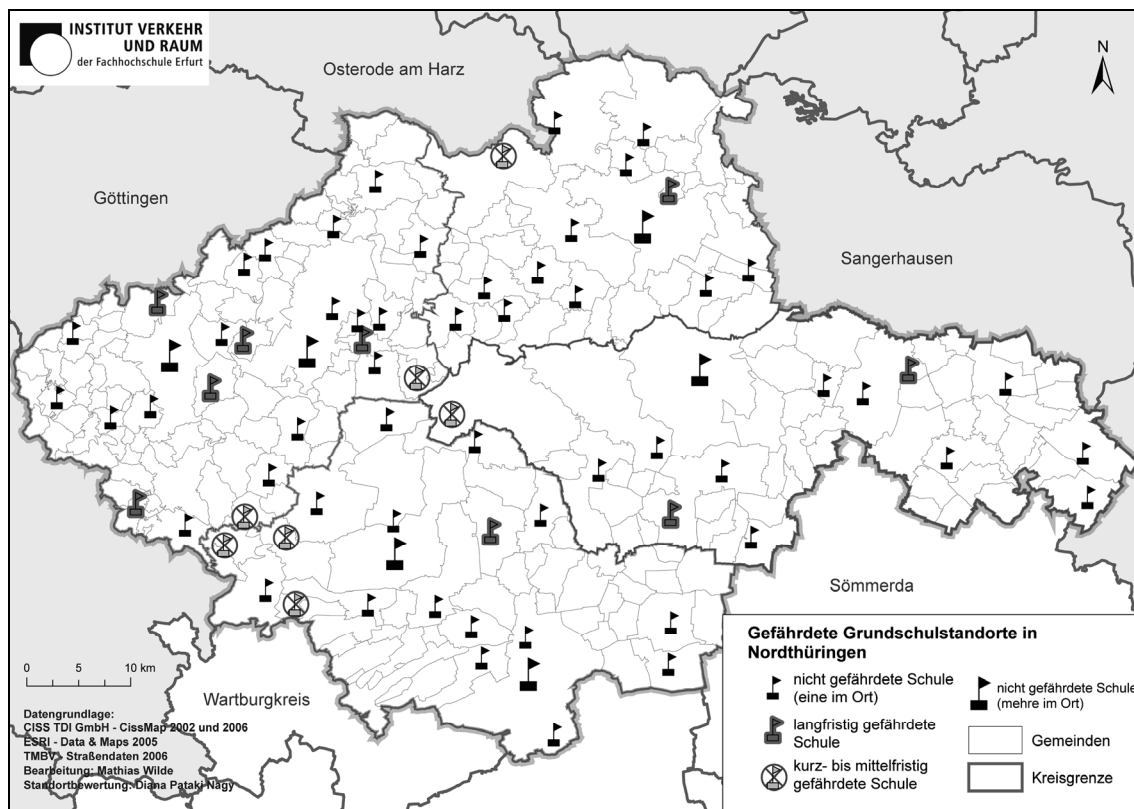 INSTITUT VERKEHR
UND RAUM
der Fachhochschule Erfurt
Osterode am Harz
N
Göttingen
Sangerhausen
Sömmerda
Wartburgkreis
0 5 10 km
Datengrundlage:
CISS TDI GmbH - CissMap 2002 und 2006
ESRI - Data & Maps 2005
TMBV - Straßendaten 2006
Bearbeitung: Mathias Wilde
Standortbewertung: Diana Pataki Nagy
Gefährdete Grundschulstandorte in
Nordthüringen
nicht gefährdete Schule
(eine im Ort)
langfristig gefährdete
Schule
kurz- bis mittelfristig
gefährdete Schule
nicht gefährdete Schule
(mehre im Ort)
Gemeinden
Kreisgrenze